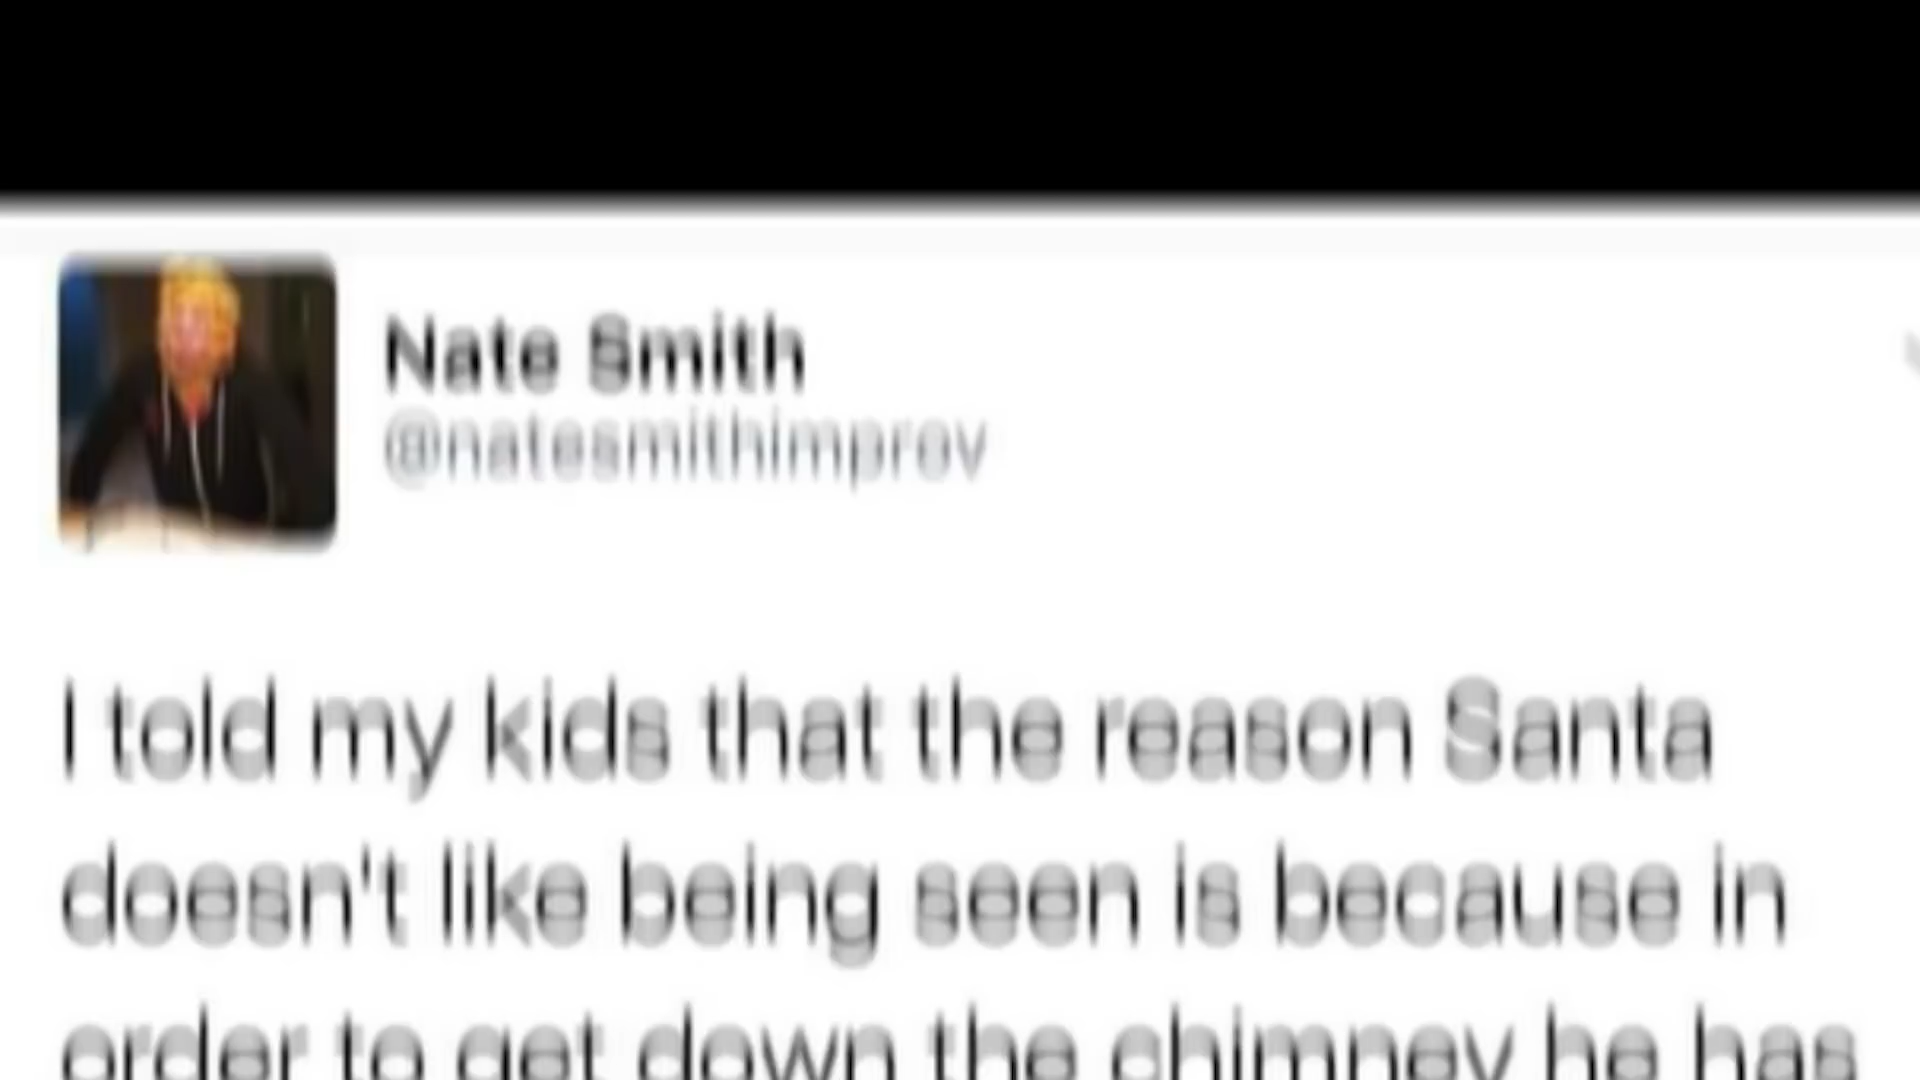 Nate Smith
@natesmithimprov
I told my kids that the reason Santa
doesn't like being seen is because in
order to get down the chimney he has